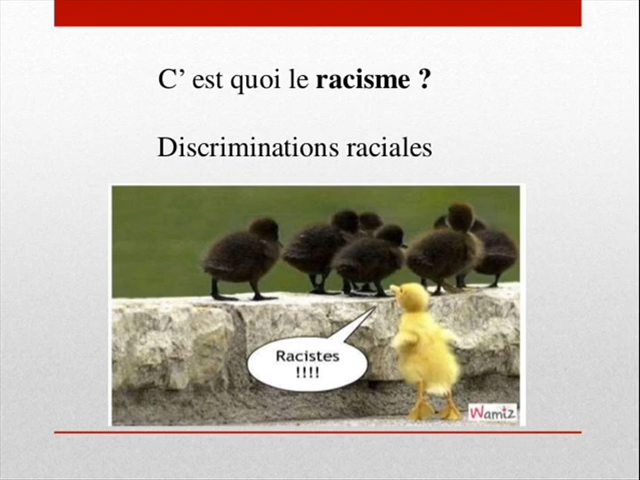 C’ est quoi le racisme ?
Discriminations raciales
Racistes
!!!!
Wamiz